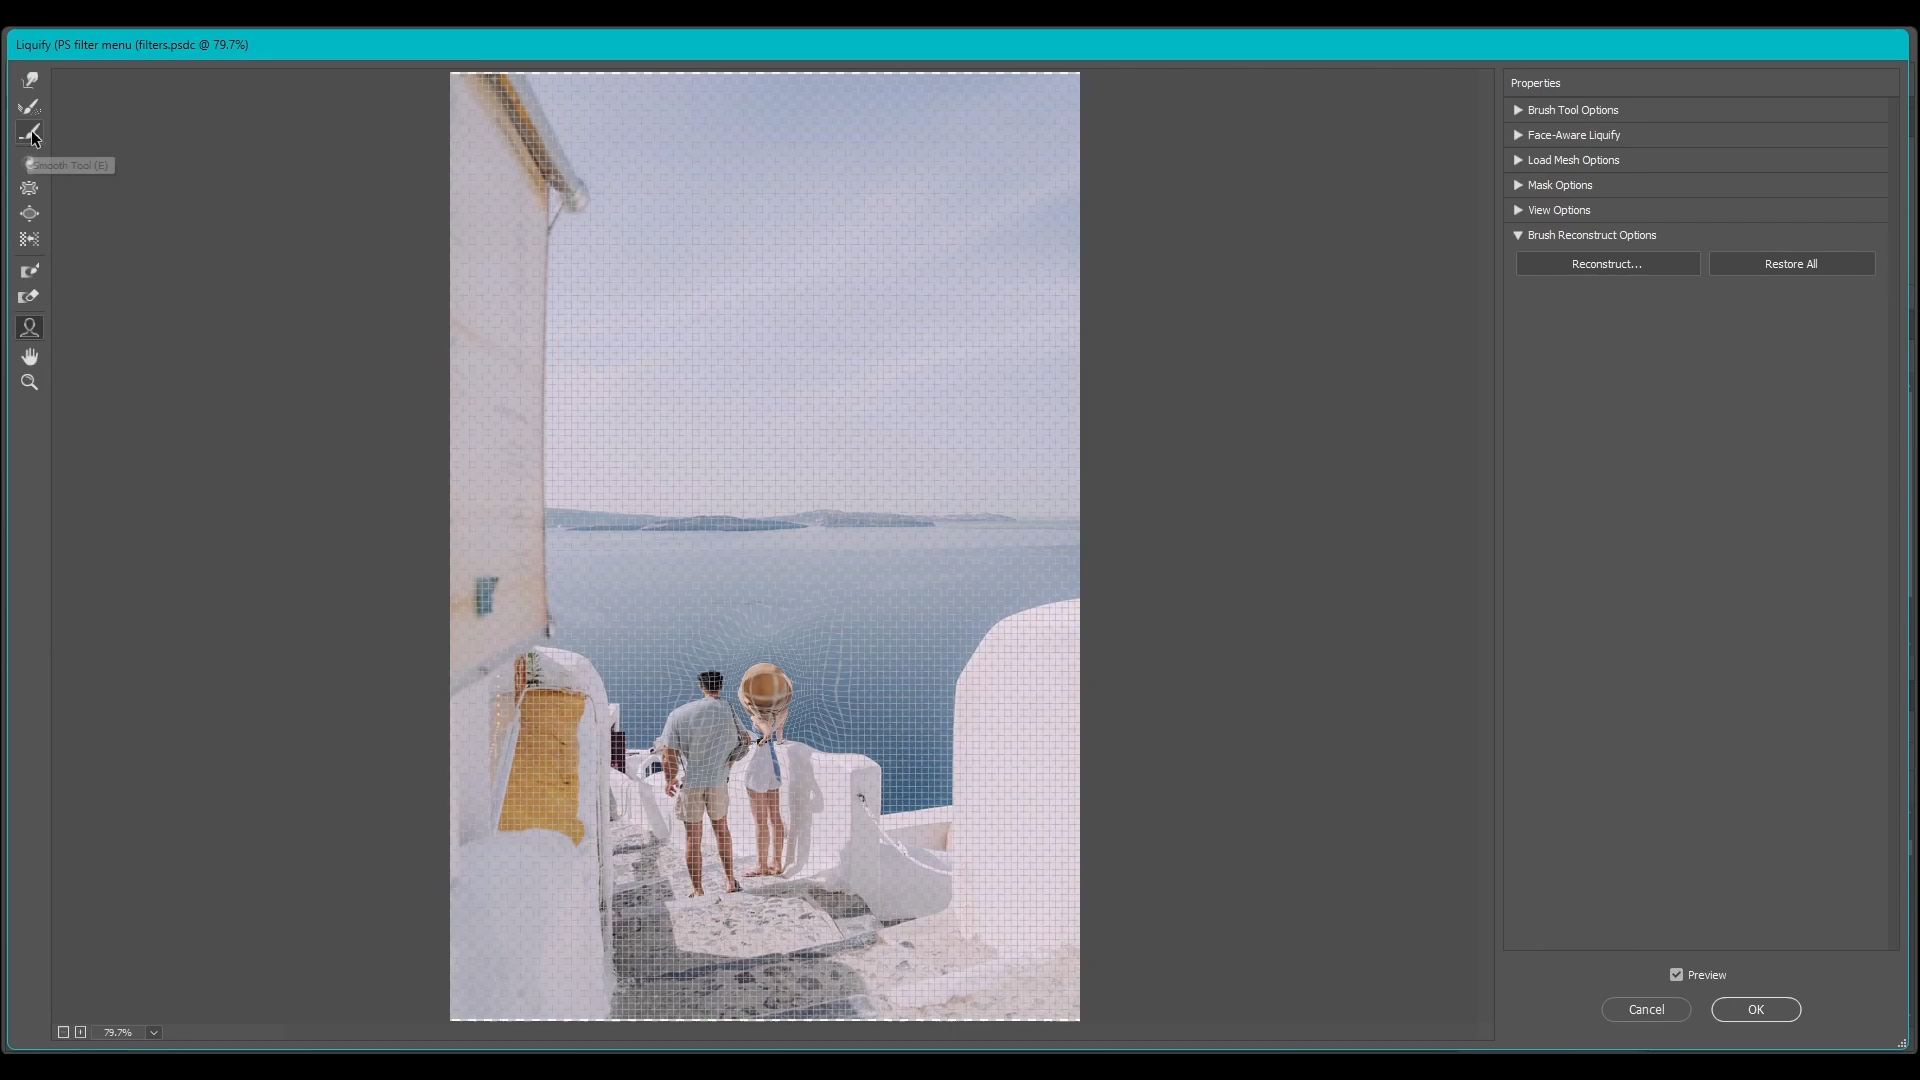 Liquify (PS filter menu (filters.psdc @ 79.7%)
Smooth Tool (E)
Properties
Brush Tool Options
Face-Aware Liquify
Load Mesh Options
Mask Options
View Options
Brush Reconstruct Options
Reconstruct...
Restore All
Preview
Cancel
OK
79.7%